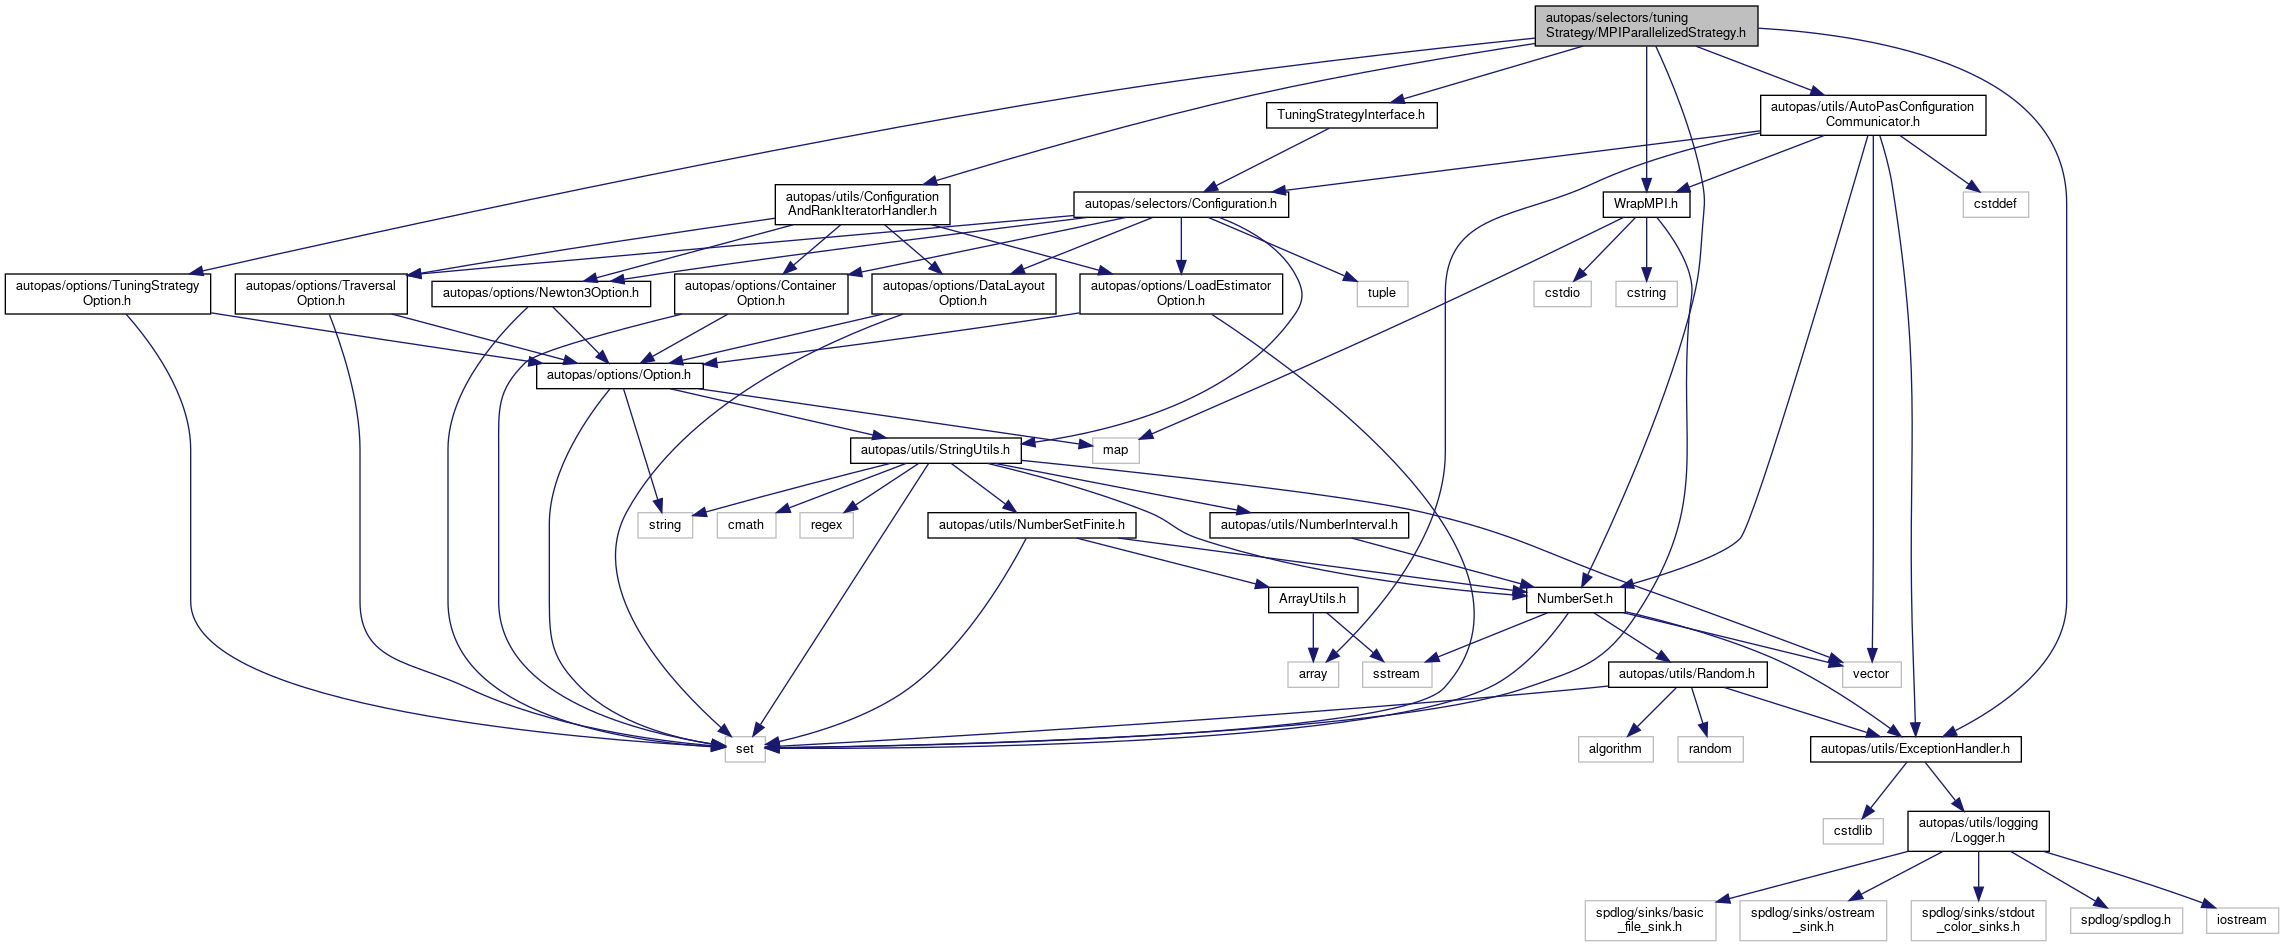 autopas/selectors/tuning
Strategy/MPIParallelizedStrategy.h
TuningStrategyInterface.h
autopas/utils/AutoPasConfiguration
Communicator.h
autopas/utils/Configuration
AndRankIteratorHandler.h
autopas/selectors/Configuration.h
WrapMPI.h
cstddef
autopas/options/TuningStrategy
Option.h
autopas/options/Traversal
Option.h
autopas/options/Newton3Option.h
autopas/options/Container
Option.h
autopas/options/DataLayout
Option.h
autopas/options/LoadEstimator
Option.h
tuple
cstdio
cstring
autopas/options/Option.h
autopas/utils/StringUtils.h
map
string
cmath
regex
autopas/utils/NumberSetFinite.h
autopas/utils/NumberInterval.h
ArrayUtils.h
NumberSet.h
array
sstream
autopas/utils/Random.h
vector
set
algorithm
random
autopas/utils/ExceptionHandler.h
cstdlib
autopas/utils/logging
/Logger.h
spdlog/sinks/basic
_file_sink.h
spdlog/sinks/ostream
_sink.h
spdlog/sinks/stdout
_color_sinks.h
spdlog/spdlog.h
iostream